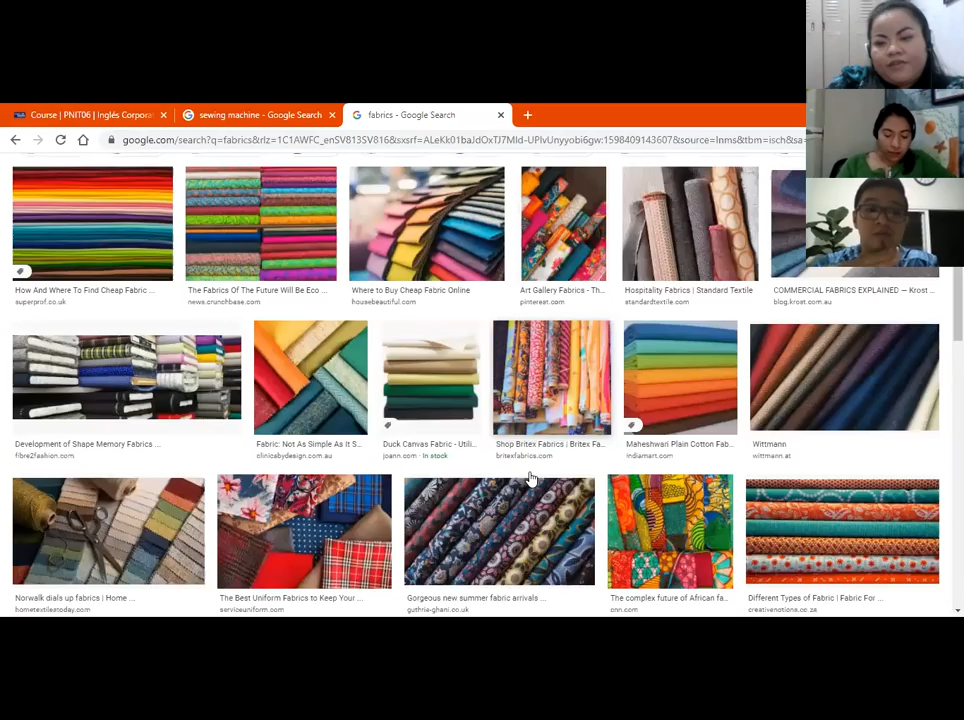 Course | PNIT06 | Inglés Corporat
sewing machine - Google Search
fabrics - Google Search
google.com/search?q=fabrics&rlz=1C1AWFC_enSV813SV816&sxsrf=ALeKk01baJdOxTJ7Mld-UPIvUnyyobi6gw:1598409143607&source=lnms&tbm=isch&sa=
How And Where To Find Cheap Fabric ...
The Fabrics Of The Future Will Be Eco ...
Where to Buy Cheap Fabric Online
Art Gallery Fabrics - Th...
Hospitality Fabrics | Standard Textile
COMMERCIAL FABRICS EXPLAINED — Krost ...
superprof.co.uk
news.crunchbase.com
housebeautiful.com
pinterest.com
standardtextile.com
blog.krost.com.au
Development of Shape Memory Fabrics ...
Fabric: Not As Simple As It S...
Duck Canvas Fabric - Utili...
Shop Britex Fabrics | Britex Fa...
Maheshwari Plain Cotton Fab...
Wittmann
fibre2fashion.com
clinicabydesign.com.au
joann.com · In stock
britexfabrics.com
indiamart.com
wittmann.at
Norwalk dials up fabrics | Home ...
The Best Uniform Fabrics to Keep Your ...
Gorgeous new summer fabric arrivals ...
The complex future of African fa...
Different Types of Fabric | Fabric For ...
hometextilestoday.com
serviceuniform.com
guthrie-ghani.co.uk
cnn.com
creativenotions.co.za